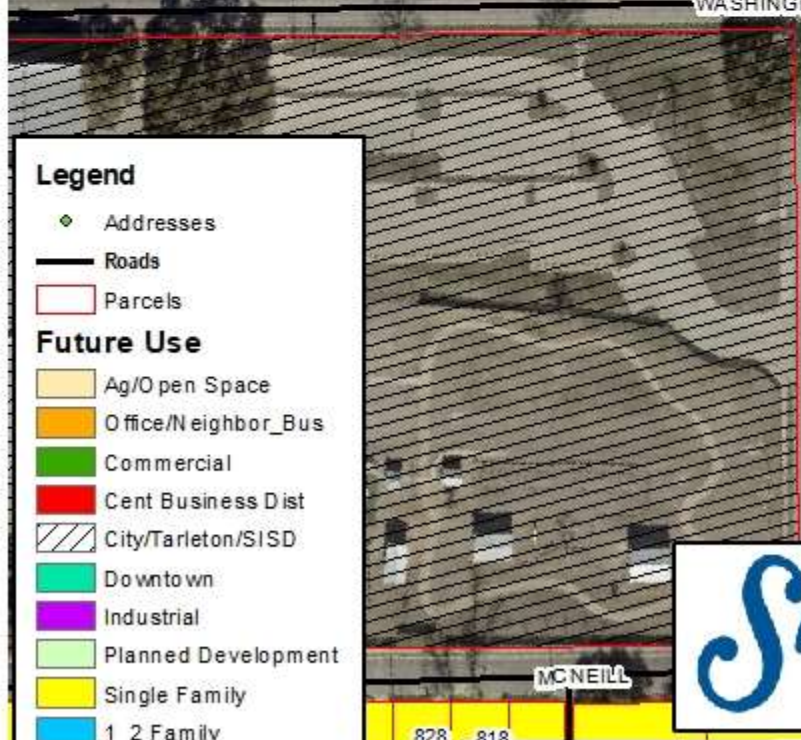 Legend
Addresses
Roads
Parcels
Future Use
Ag/Open Space
Office/Neighbor_Bus
Commercial
Cent Business Dist
City/Tarleton/SISD
Downtown
Industrial
Planned Development
Single Family
1_2 Family
MCNEILL
828 818